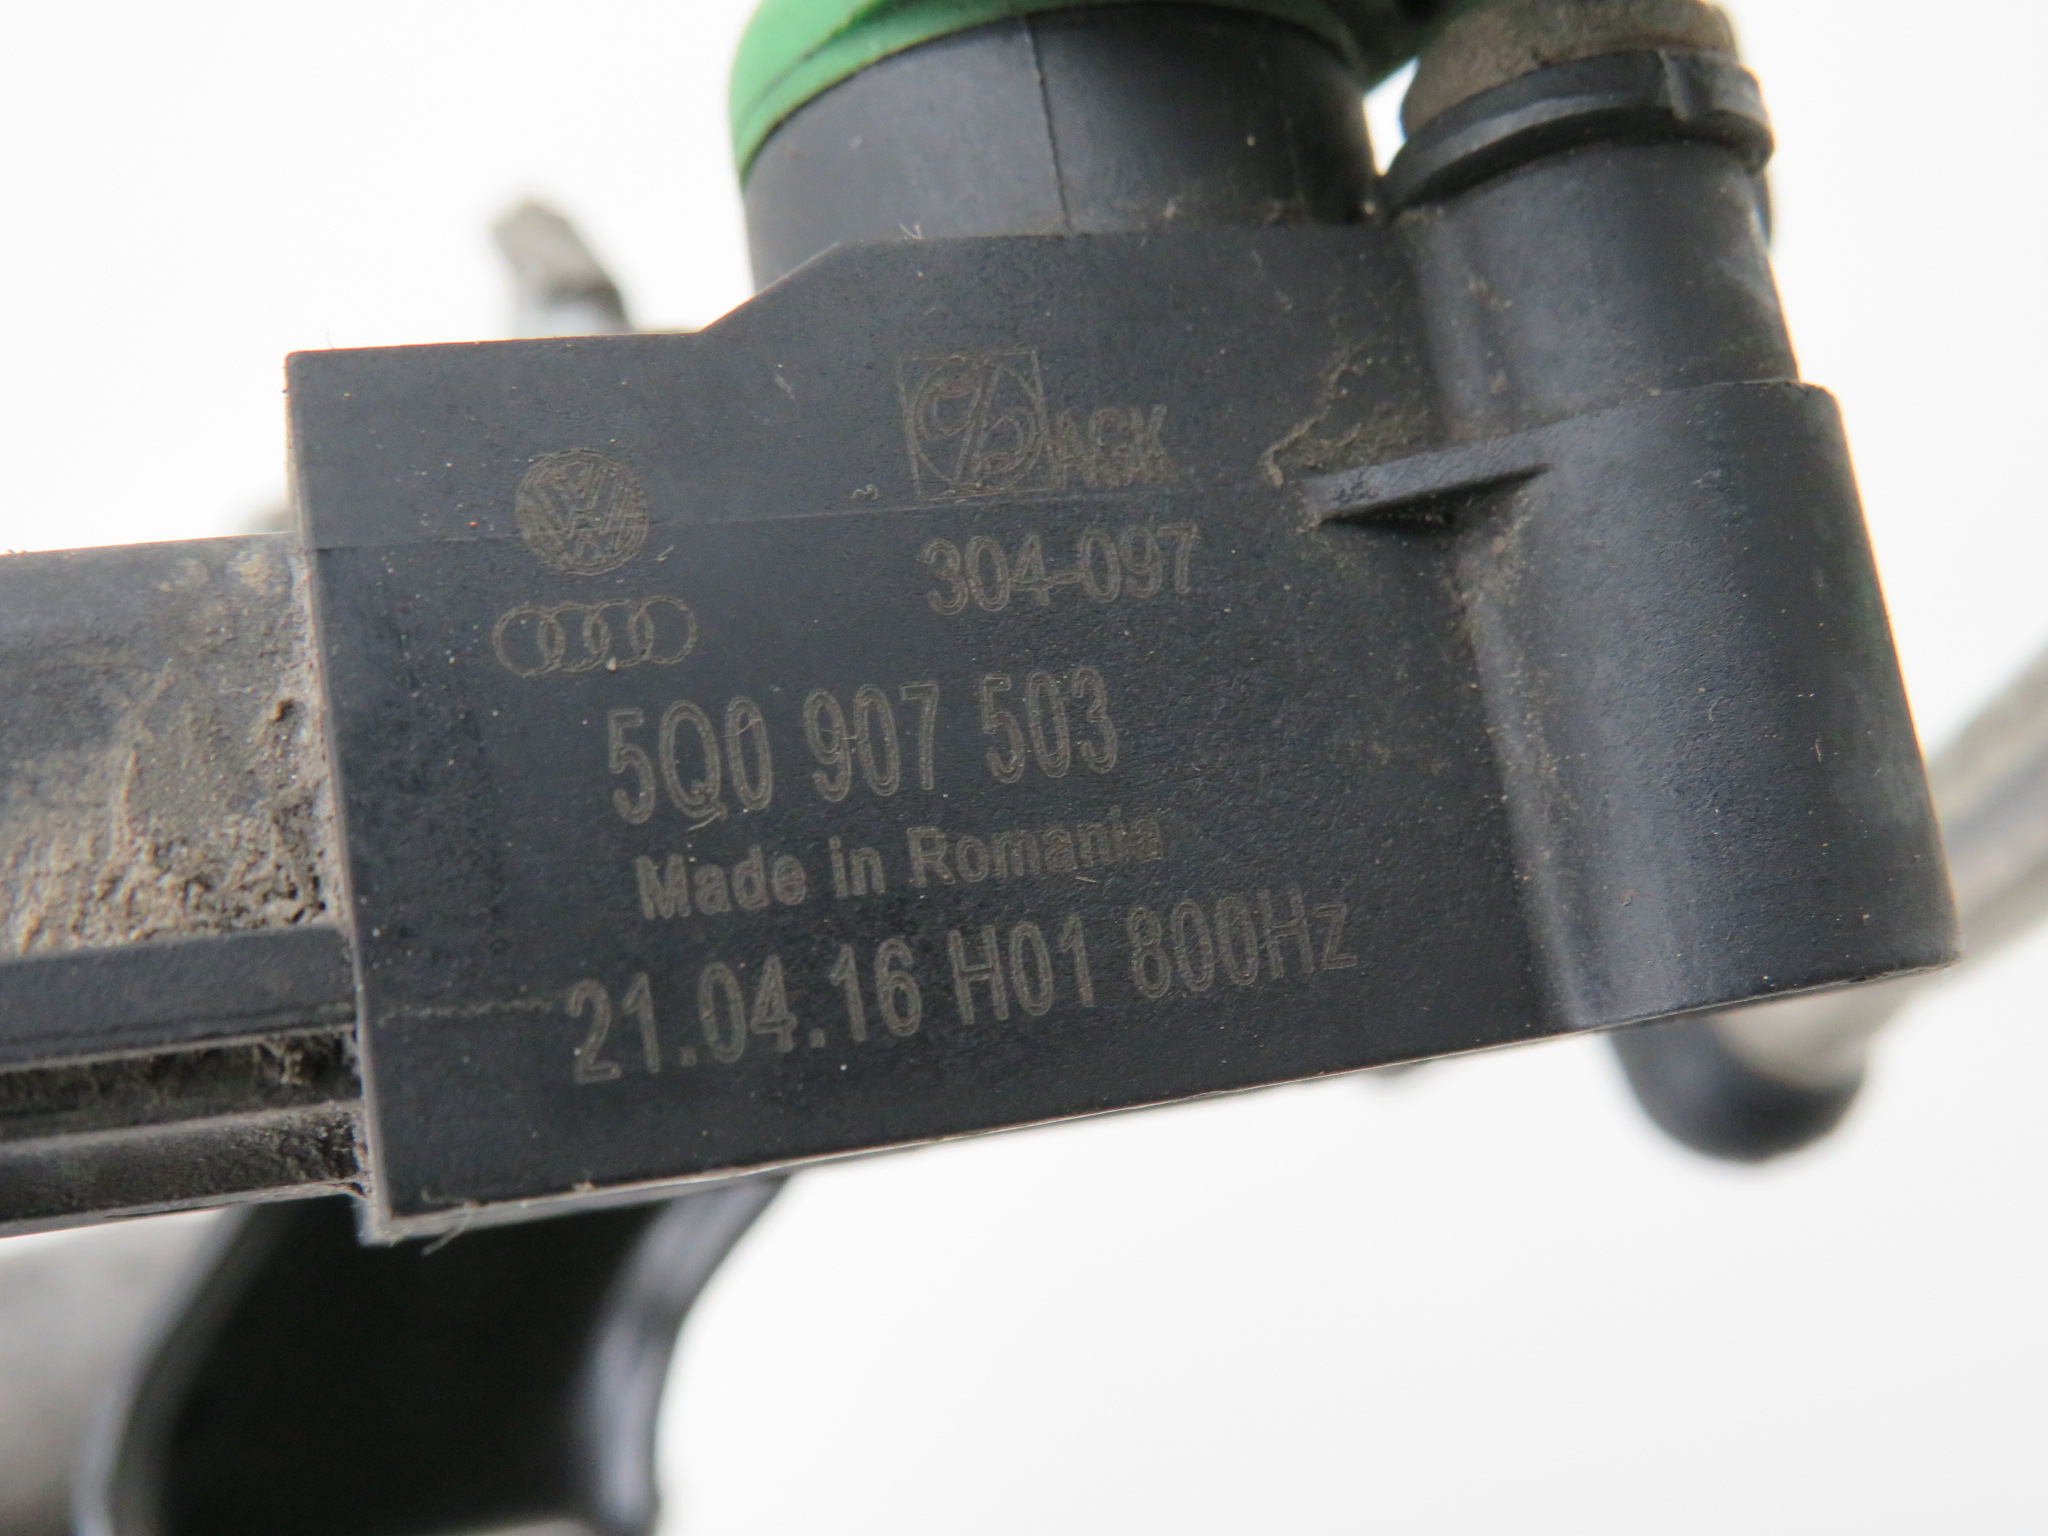 ASK
304-097
5Q0 907 503
Made in Romania
21.04.16 H01 800Hz